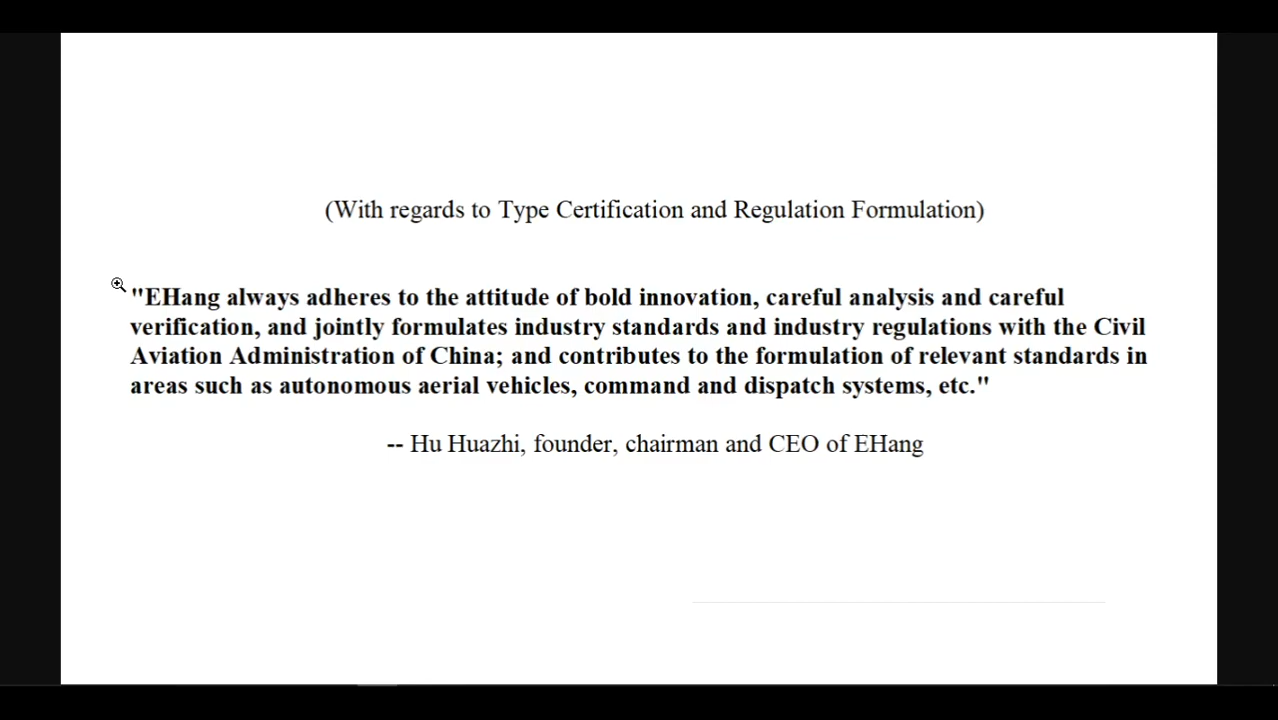 (With regards to Type Certification and Regulation Formulation)
"EHang always adheres to the attitude of bold innovation, careful analysis and careful
verification, and jointly formulates industry standards and industry regulations with the Civil
Aviation Administration of China; and contributes to the formulation of relevant standards in
areas such as autonomous aerial vehicles, command and dispatch systems, etc."
-- Hu Huazhi, founder, chairman and CEO of EHang